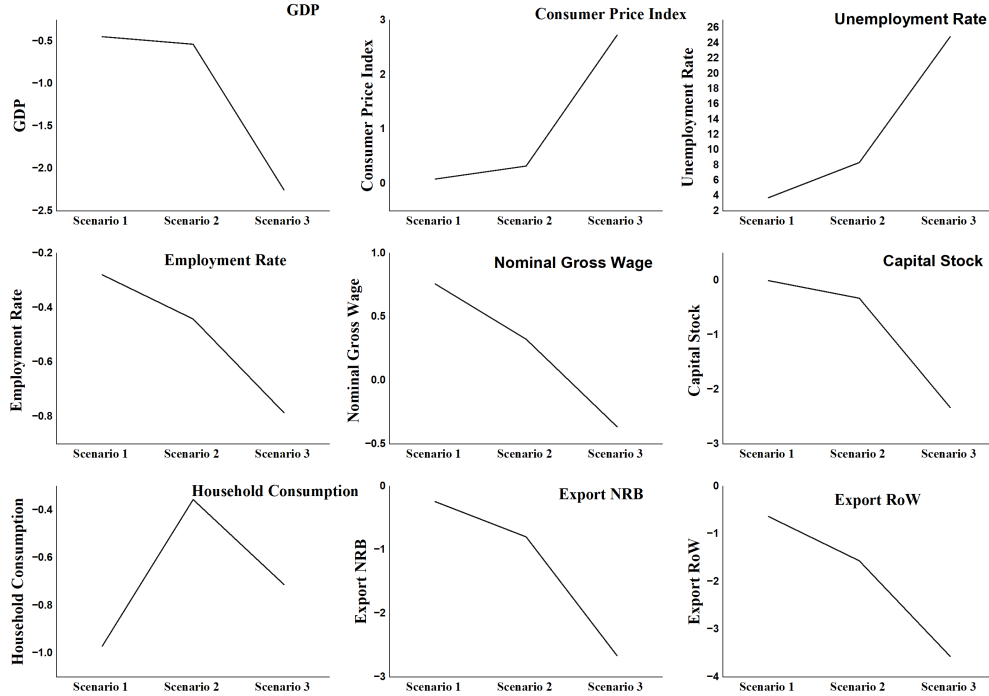 GDP
GDP
−0.5
−1.0
−1.5
−2.0
−2.5
Scenario 1 Scenario 2 Scenario 3
Consumer Price Index
Consumer Price Index
3
2
1
0
Scenario 1 Scenario 2 Scenario 3
Unemployment Rate
Unemployment Rate
26
24
22
20
18
16
14
12
10
8
6
4
2
Scenario 1 Scenario 2 Scenario 3
Employment Rate
Employment Rate
−0.2
−0.4
−0.6
−0.8
Scenario 1 Scenario 2 Scenario 3
Nominal Gross Wage
Nominal Gross Wage
1.0
0.5
0.0
−0.5
Scenario 1 Scenario 2 Scenario 3
Capital Stock
Capital Stock
0
−1
−2
−3
Scenario 1 Scenario 2 Scenario 3
Household Consumption
Household Consumption
−0.4
−0.6
−0.8
−1.0
Scenario 1 Scenario 2 Scenario 3
Export NRB
Export NRB
0
−1
−2
−3
Scenario 1 Scenario 2 Scenario 3
Export RoW
Export RoW
0
−1
−2
−3
−4
Scenario 1 Scenario 2 Scenario 3